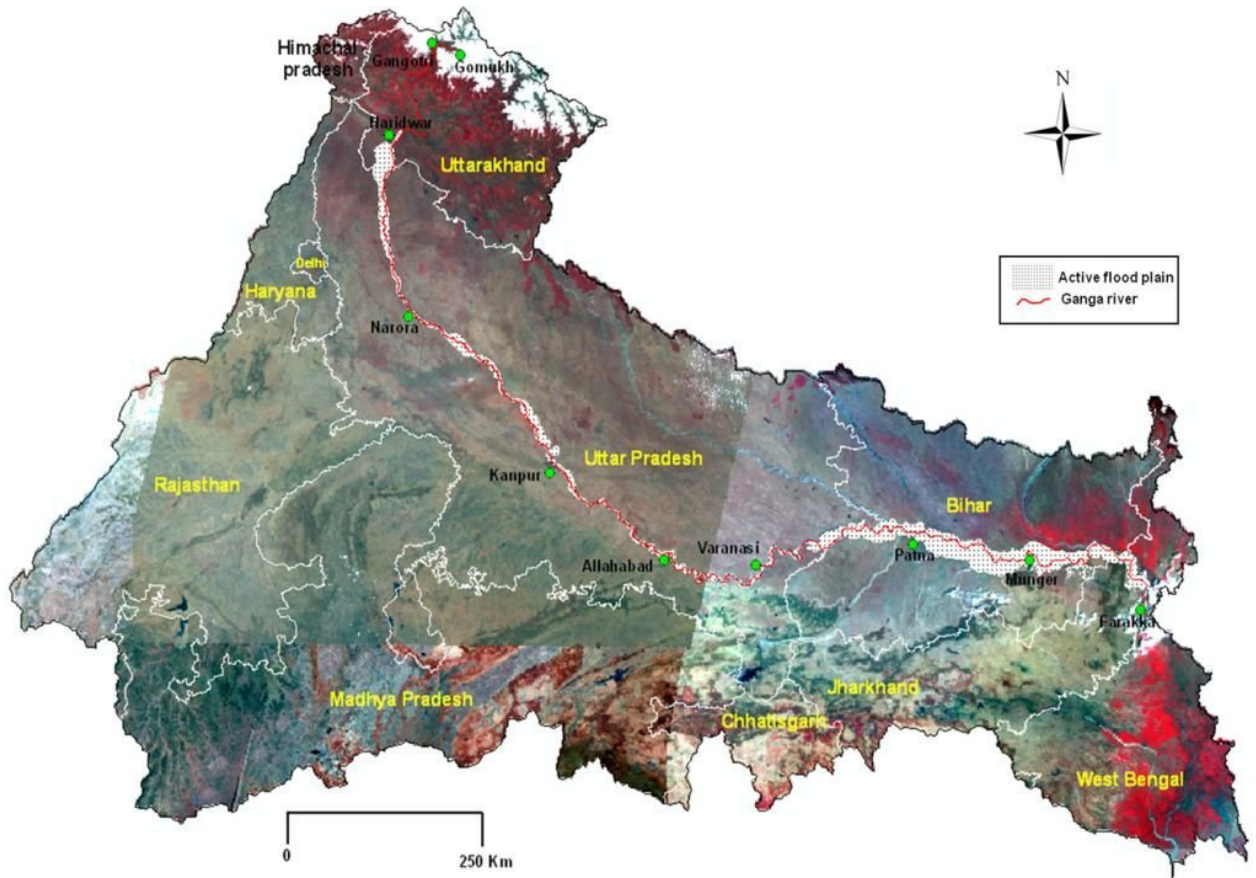 Himachal
pradesh
Gangotri
Gomukh
N
Haridwar
Uttarakhand
Delhi
Haryana
Active flood plain
Ganga river
Narora
Kanpur
Uttar Pradesh
Rajasthan
Bihar
Varanasi
Patna
Allahabad
Munger
Farakka
Jharkhand
Madhya Pradesh
Chhattsgarh
West Bengal
0
250 Km